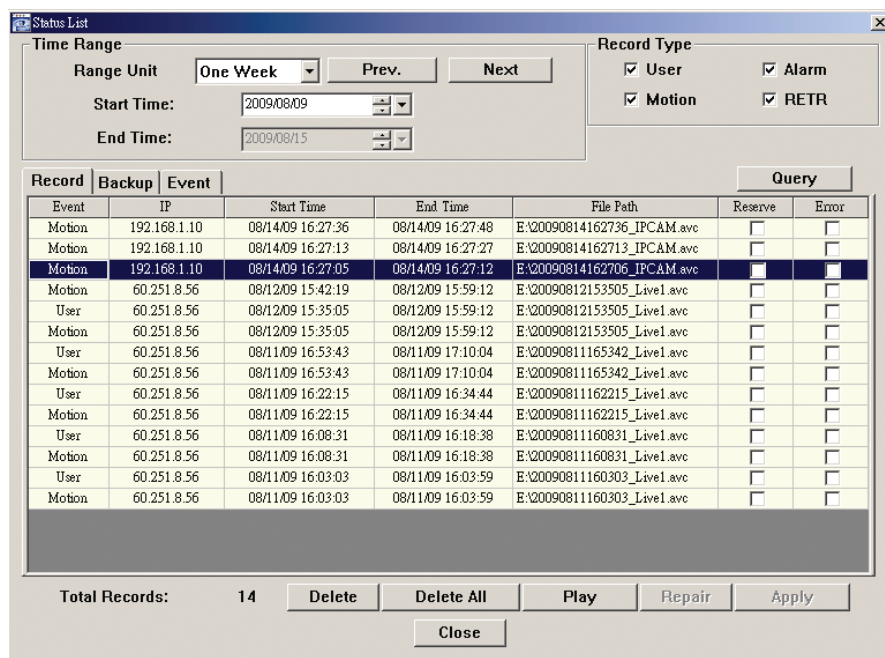 Status List
Time Range
Record Type
Range Unit One Week Prev. Next
User Alarm
Start Time: 2009/08/09
Motion RETR
End Time: 2009/08/15
Record Backup Event
Query
Event IP Start Time End Time File Path Reserve Error
Motion 192.168.1.10 08/14/09 16:27:36 08/14/09 16:27:48 E:\20090814162736_IPCAM.avc
Motion 192.168.1.10 08/14/09 16:27:13 08/14/09 16:27:27 E:\20090814162713_IPCAM.avc
Motion 192.168.1.10 08/14/09 16:27:05 08/14/09 16:27:12 E:\20090814162706_IPCAM.avc
Motion 60.251.8.56 08/12/09 15:42:19 08/12/09 15:59:12 E:\20090812153505_Live1.avc
User 60.251.8.56 08/12/09 15:35:05 08/12/09 15:59:12 E:\20090812153505_Live1.avc
Motion 60.251.8.56 08/12/09 15:35:05 08/12/09 15:59:12 E:\20090812153505_Live1.avc
User 60.251.8.56 08/11/09 16:53:43 08/11/09 17:10:04 E:\20090811165342_Live1.avc
Motion 60.251.8.56 08/11/09 16:53:43 08/11/09 17:10:04 E:\20090811165342_Live1.avc
User 60.251.8.56 08/11/09 16:22:15 08/11/09 16:34:44 E:\20090811162215_Live1.avc
Motion 60.251.8.56 08/11/09 16:22:15 08/11/09 16:34:44 E:\20090811162215_Live1.avc
User 60.251.8.56 08/11/09 16:08:31 08/11/09 16:18:38 E:\20090811160831_Live1.avc
Motion 60.251.8.56 08/11/09 16:08:31 08/11/09 16:18:38 E:\20090811160831_Live1.avc
User 60.251.8.56 08/11/09 16:03:03 08/11/09 16:03:59 E:\20090811160303_Live1.avc
Motion 60.251.8.56 08/11/09 16:03:03 08/11/09 16:03:59 E:\20090811160303_Live1.avc
Total Records: 14 Delete Delete All Play Repair Apply
Close